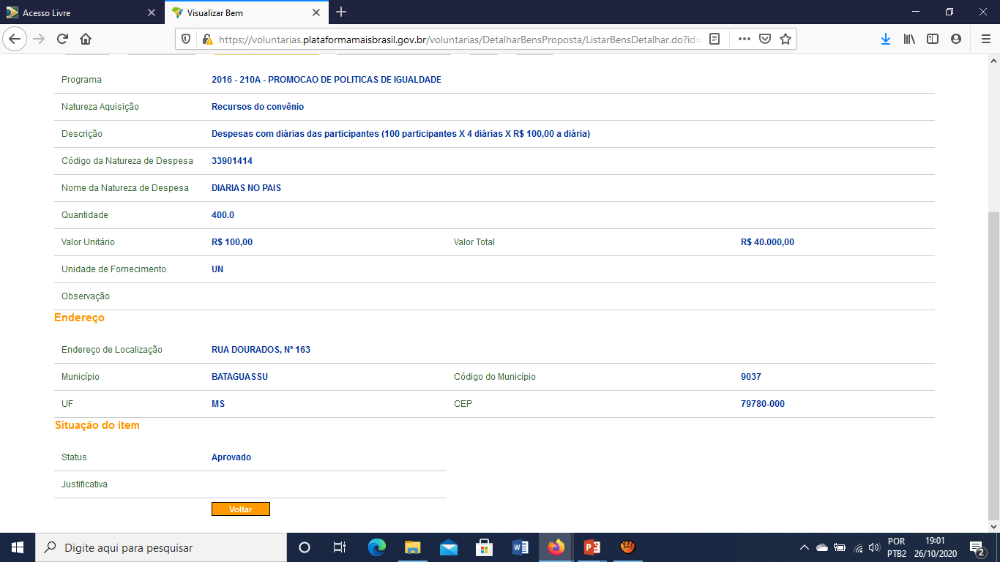 Acesso Livre
Visualizar Bem
https://voluntarias.plataformamaisbrasil.gov.br/voluntarias/DetalharBensProposta/ListarBensDetalhar.do?id=
Programa 2016 - 210A - PROMOCAO DE POLITICAS DE IGUALDADE
Natureza Aquisição Recursos do convênio
Descrição Despesas com diárias das participantes (100 participantes X 4 diárias X R$ 100,00 a diária)
Código da Natureza de Despesa 33901414
Nome da Natureza de Despesa DIARIAS NO PAIS
Quantidade 400.0
Valor Unitário R$ 100,00 Valor Total R$ 40.000,00
Unidade de Fornecimento UN
Observação
Endereço
Endereço de Localização RUA DOURADOS, Nº 163
Município BATAGUASSU Código do Município 9037
UF MS CEP 79780-000
Situação do item
Status Aprovado
Justificativa
Voltar
Digite aqui para pesquisar
POR
PTB2
19:01
26/10/2020
2